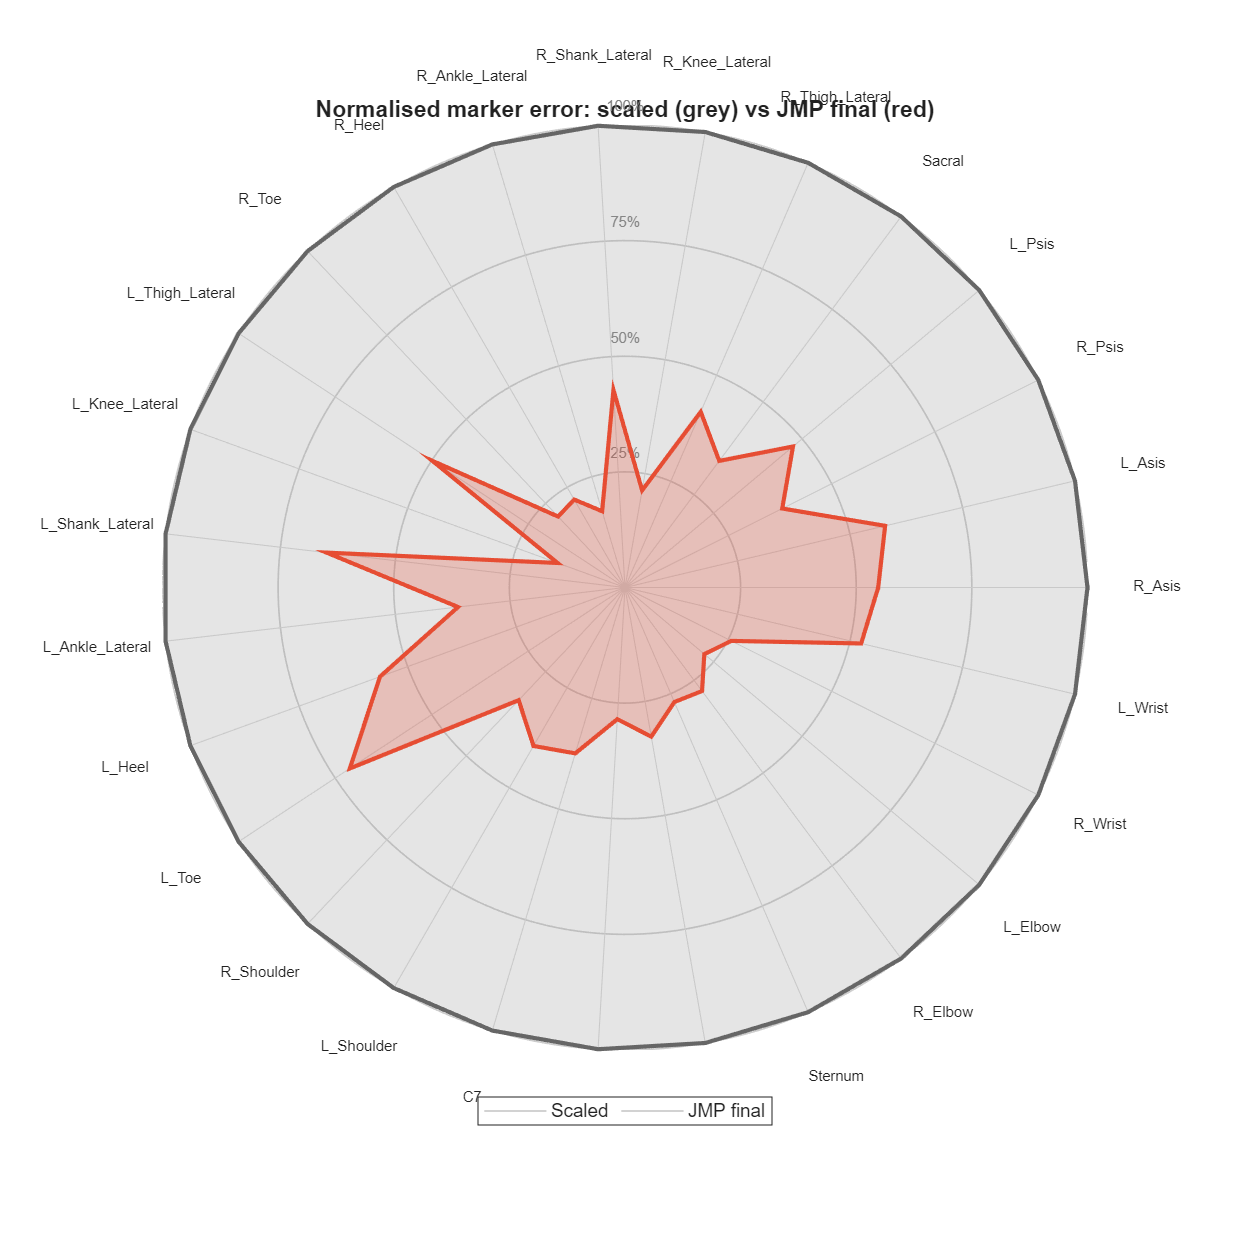 R_Shank_Lateral
R_Knee_Lateral
R_Ankle_Lateral
R_Thigh_Lateral
Normalised marker error: scaled (grey) vs JMP final (red)
100%
R_Heel
Sacral
R_Toe
75%
L_Psis
L_Thigh_Lateral
50%
R_Psis
L_Knee_Lateral
25%
L_Asis
L_Shank_Lateral
R_Asis
L_Ankle_Lateral
L_Wrist
L_Heel
R_Wrist
L_Toe
L_Elbow
R_Shoulder
R_Elbow
L_Shoulder
Sternum
C7
Scaled
JMP final